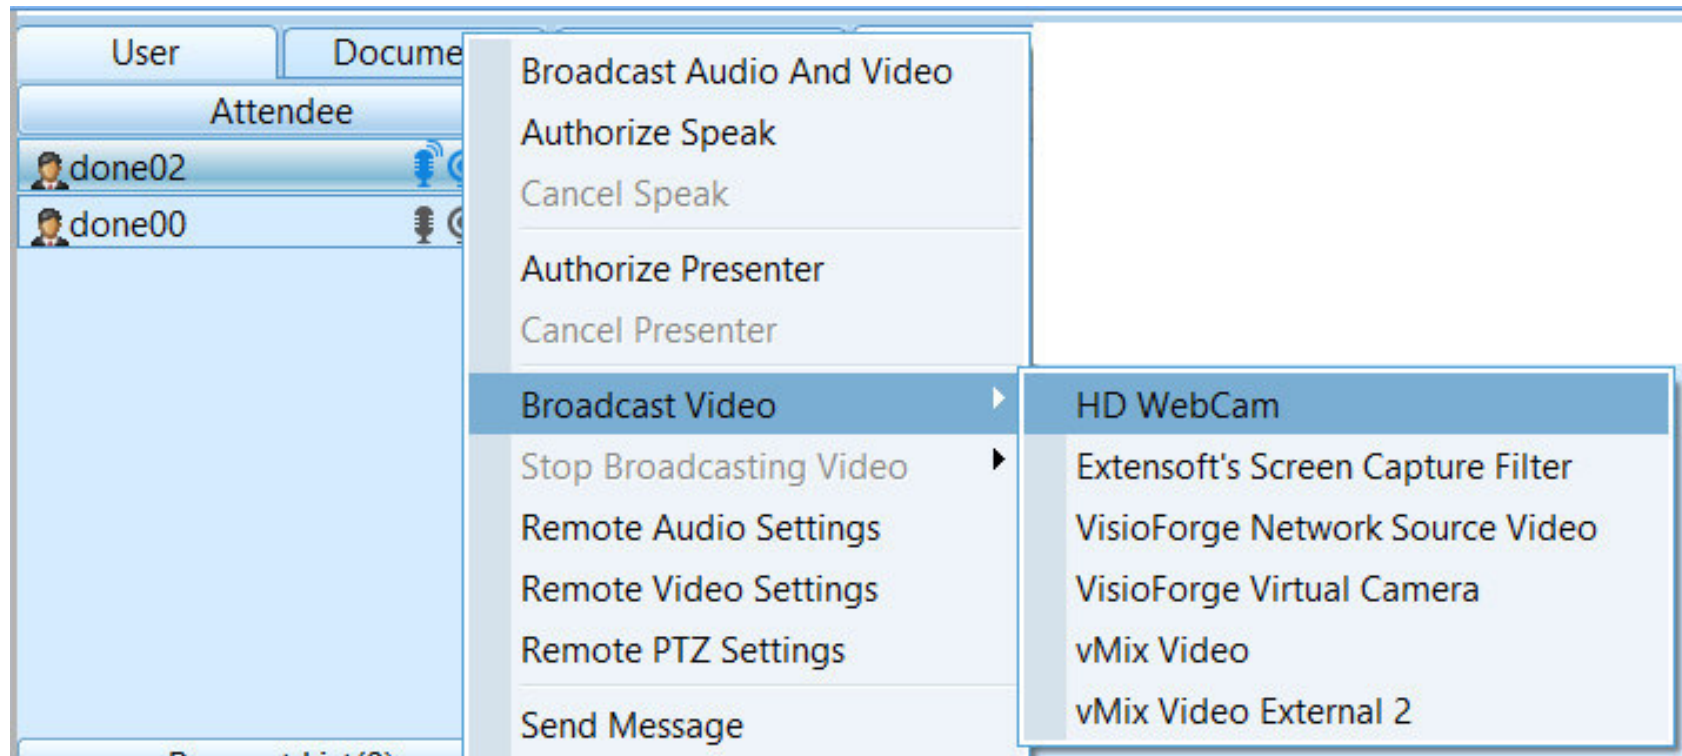 User
Docume
Attendee
done02
done00
Broadcast Audio And Video
Authorize Speak
Cancel Speak
Authorize Presenter
Cancel Presenter
Broadcast Video
Stop Broadcasting Video
Remote Audio Settings
Remote Video Settings
Remote PTZ Settings
Send Message
HD WebCam
Extensoft's Screen Capture Filter
VisioForge Network Source Video
VisioForge Virtual Camera
vMix Video
vMix Video External 2